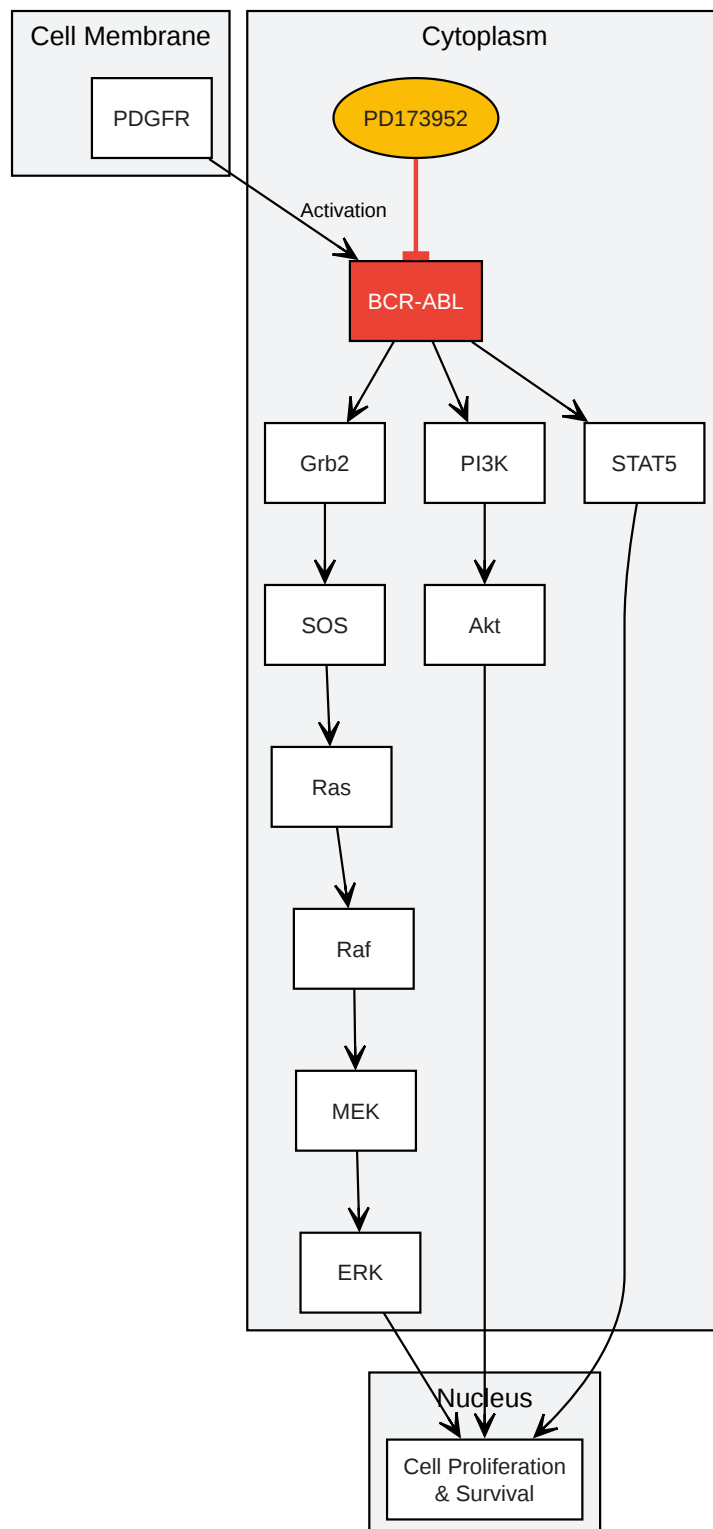 Cell Membrane
Cytoplasm
PDGFR
PD173952
Activation
BCR-ABL
Grb2
PI3K
STAT5
SOS
Akt
Ras
Raf
MEK
ERK
Nucleus
Cell Proliferation
& Survival